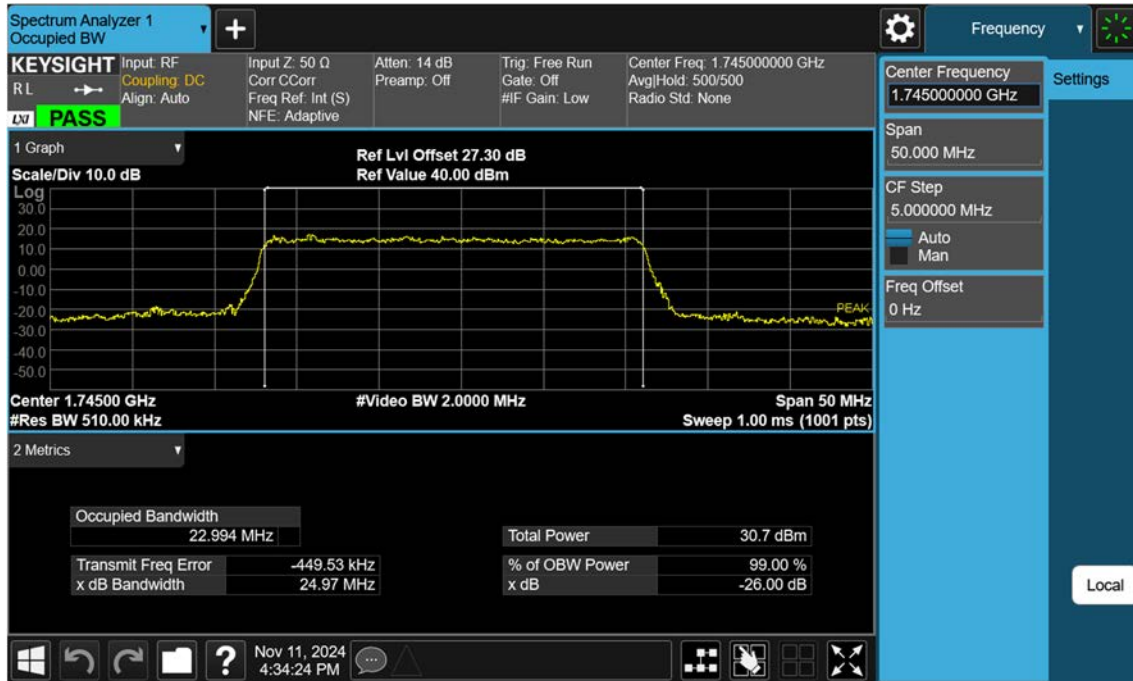 Spectrum Analyzer 1
Occupied BW
+
Frequency
KEYSIGHT
RL
LXI PASS
Input: RF
Coupling: DC
Align: Auto
Input Z: 50 Ω
Corr CCorr
Freq Ref: Int (S)
NFE: Adaptive
Atten: 14 dB
Preamp: Off
Trig: Free Run
Gate: Off
#IF Gain: Low
Center Freq: 1.745000000 GHz
Avg|Hold: 500/500
Radio Std: None
Center Frequency
1.745000000 GHz
Settings
Span
50.000 MHz
CF Step
5.000000 MHz
Auto
Man
Freq Offset
0 Hz
Local
1 Graph
Scale/Div 10.0 dB
Ref Lvl Offset 27.30 dB
Ref Value 40.00 dBm
Log
30.0
20.0
10.0
0.00
-10.0
-20.0
-30.0
-40.0
-50.0
PEAK
Center 1.74500 GHz
#Video BW 2.0000 MHz
Span 50 MHz
#Res BW 510.00 kHz
Sweep 1.00 ms (1001 pts)
2 Metrics
Occupied Bandwidth
22.994 MHz
Total Power 30.7 dBm
Transmit Freq Error -449.53 kHz
% of OBW Power 99.00 %
x dB Bandwidth 24.97 MHz
x dB -26.00 dB
?
Nov 11, 2024
4:34:24 PM